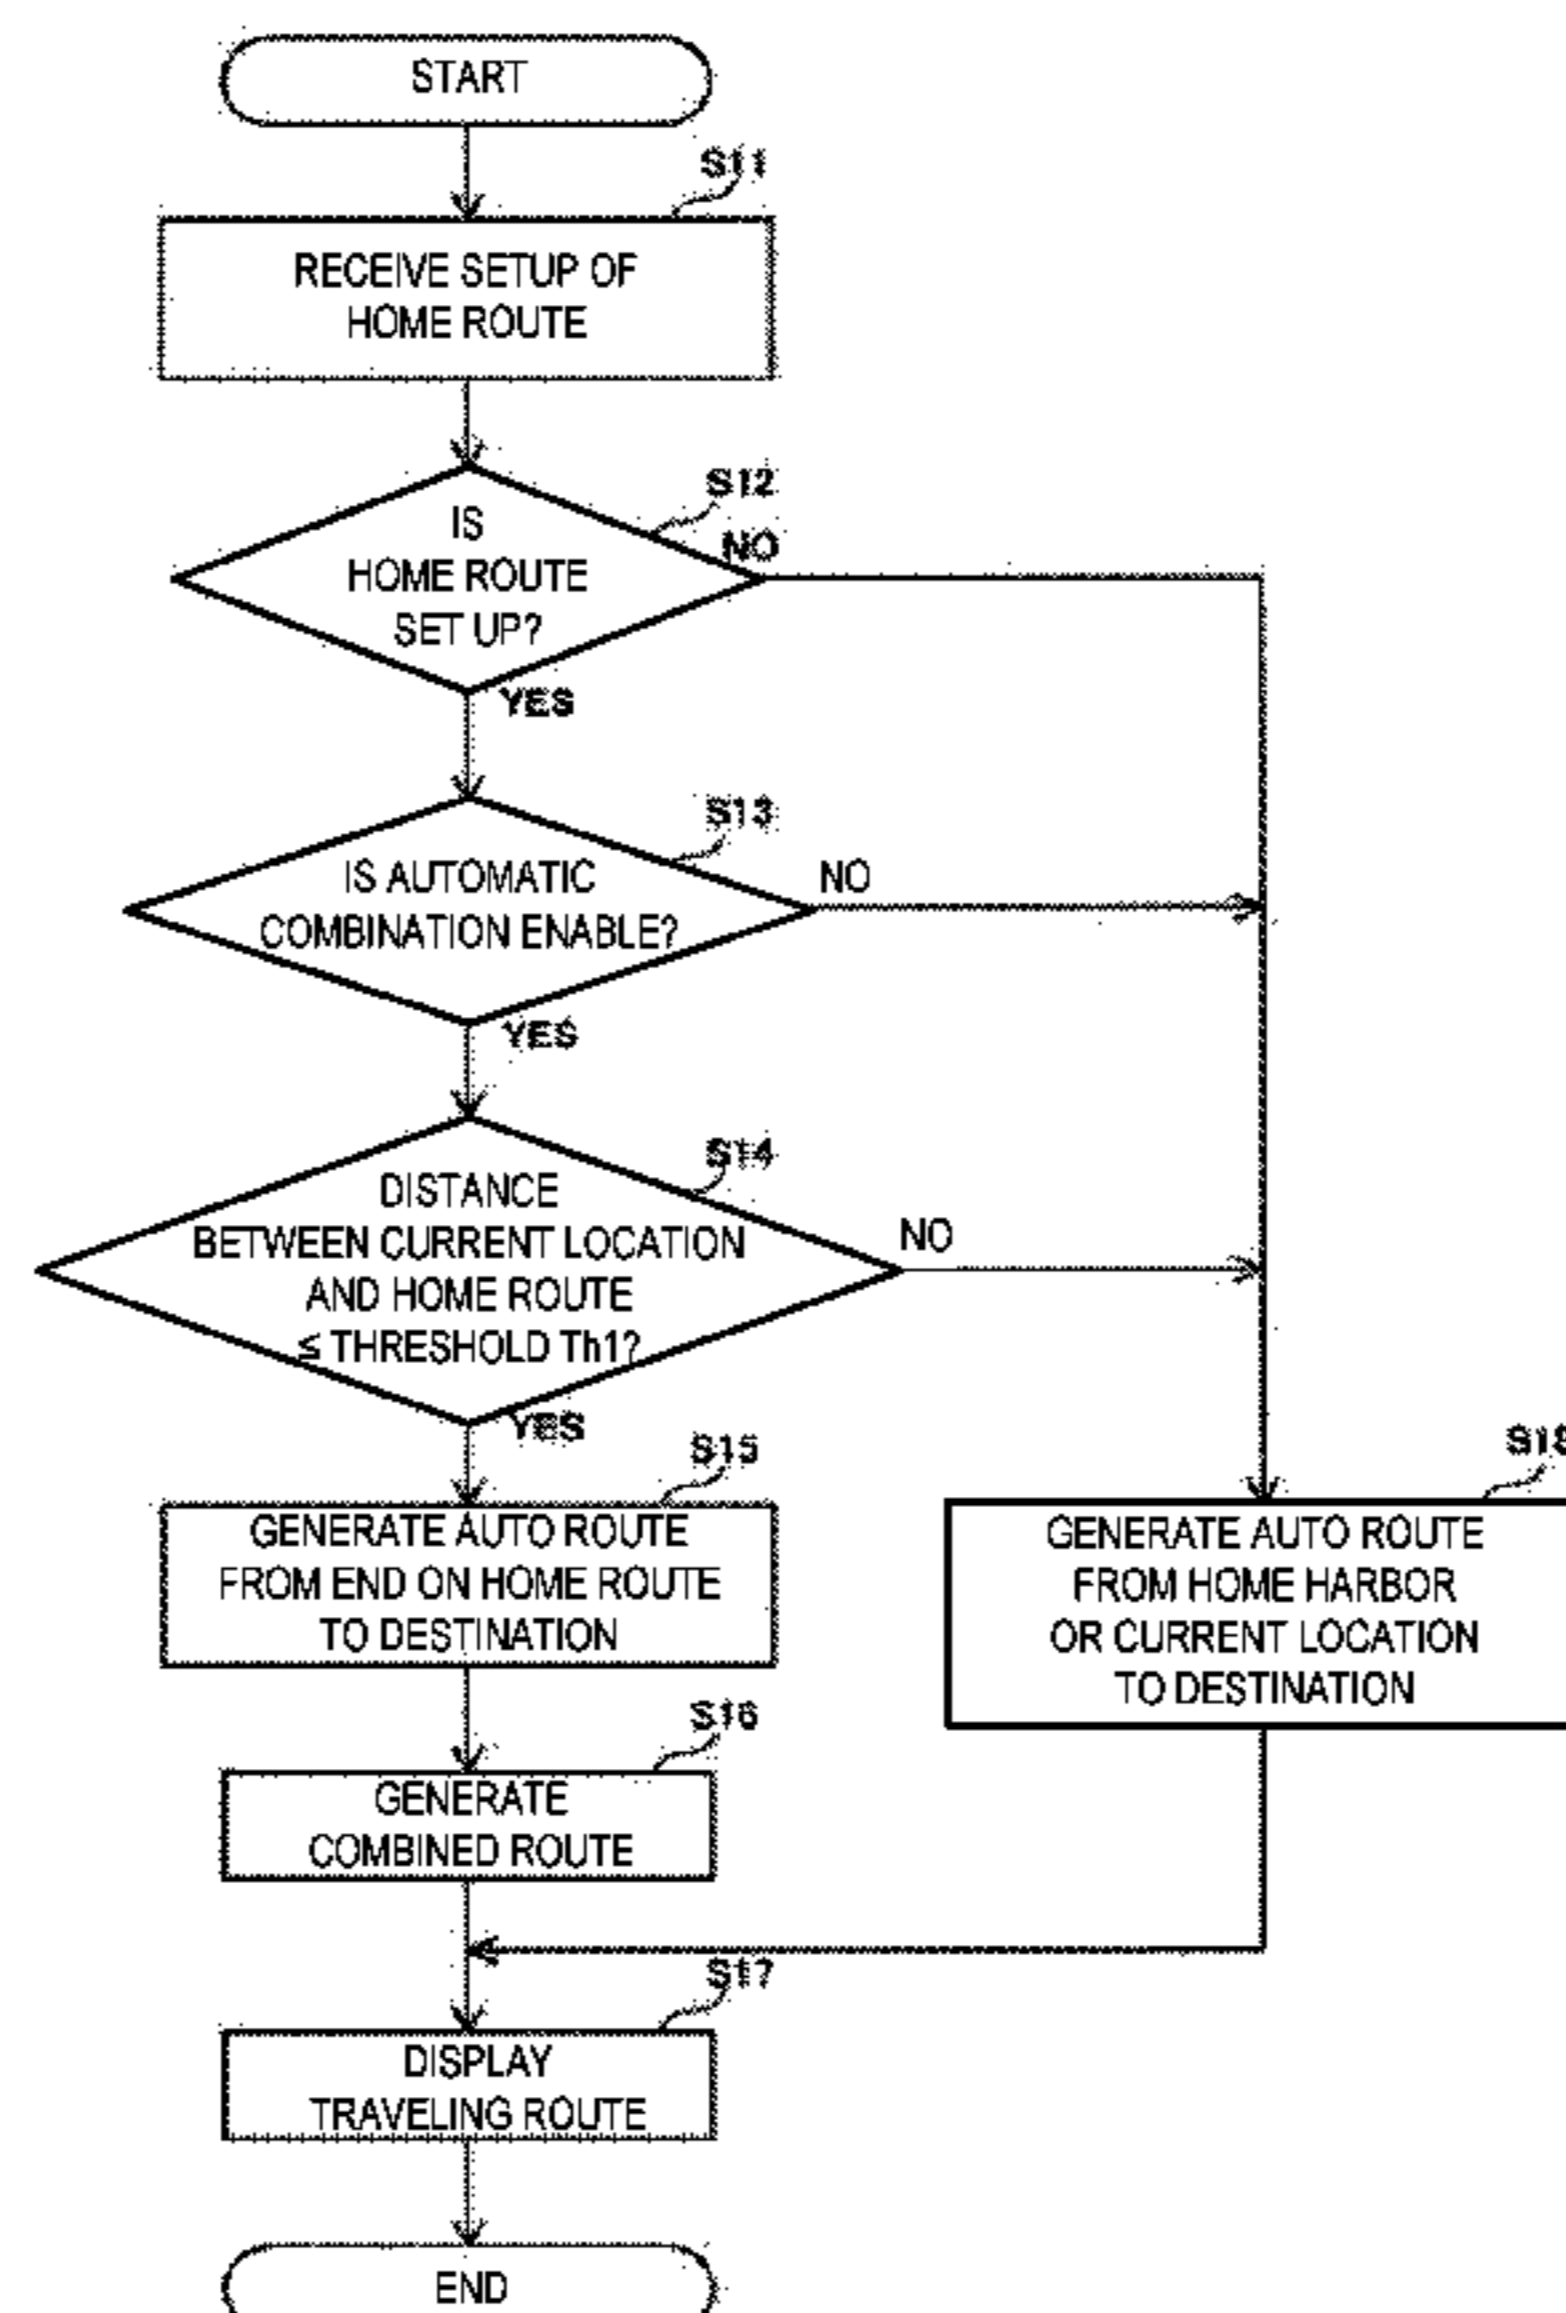 START
S11
RECEIVE SETUP OF
HOME ROUTE
S12
IS
HOME ROUTE
SET UP?
NO
YES
S13
IS AUTOMATIC
COMBINATION ENABLE?
NO
YES
S14
DISTANCE
BETWEEN CURRENT LOCATION
AND HOME ROUTE
≤ THRESHOLD Th1?
NO
YES
S15
GENERATE AUTO ROUTE
FROM END ON HOME ROUTE
TO DESTINATION
S18
GENERATE AUTO ROUTE
FROM HOME HARBOR
OR CURRENT LOCATION
TO DESTINATION
S16
GENERATE
COMBINED ROUTE
S17
DISPLAY
TRAVELING ROUTE
END